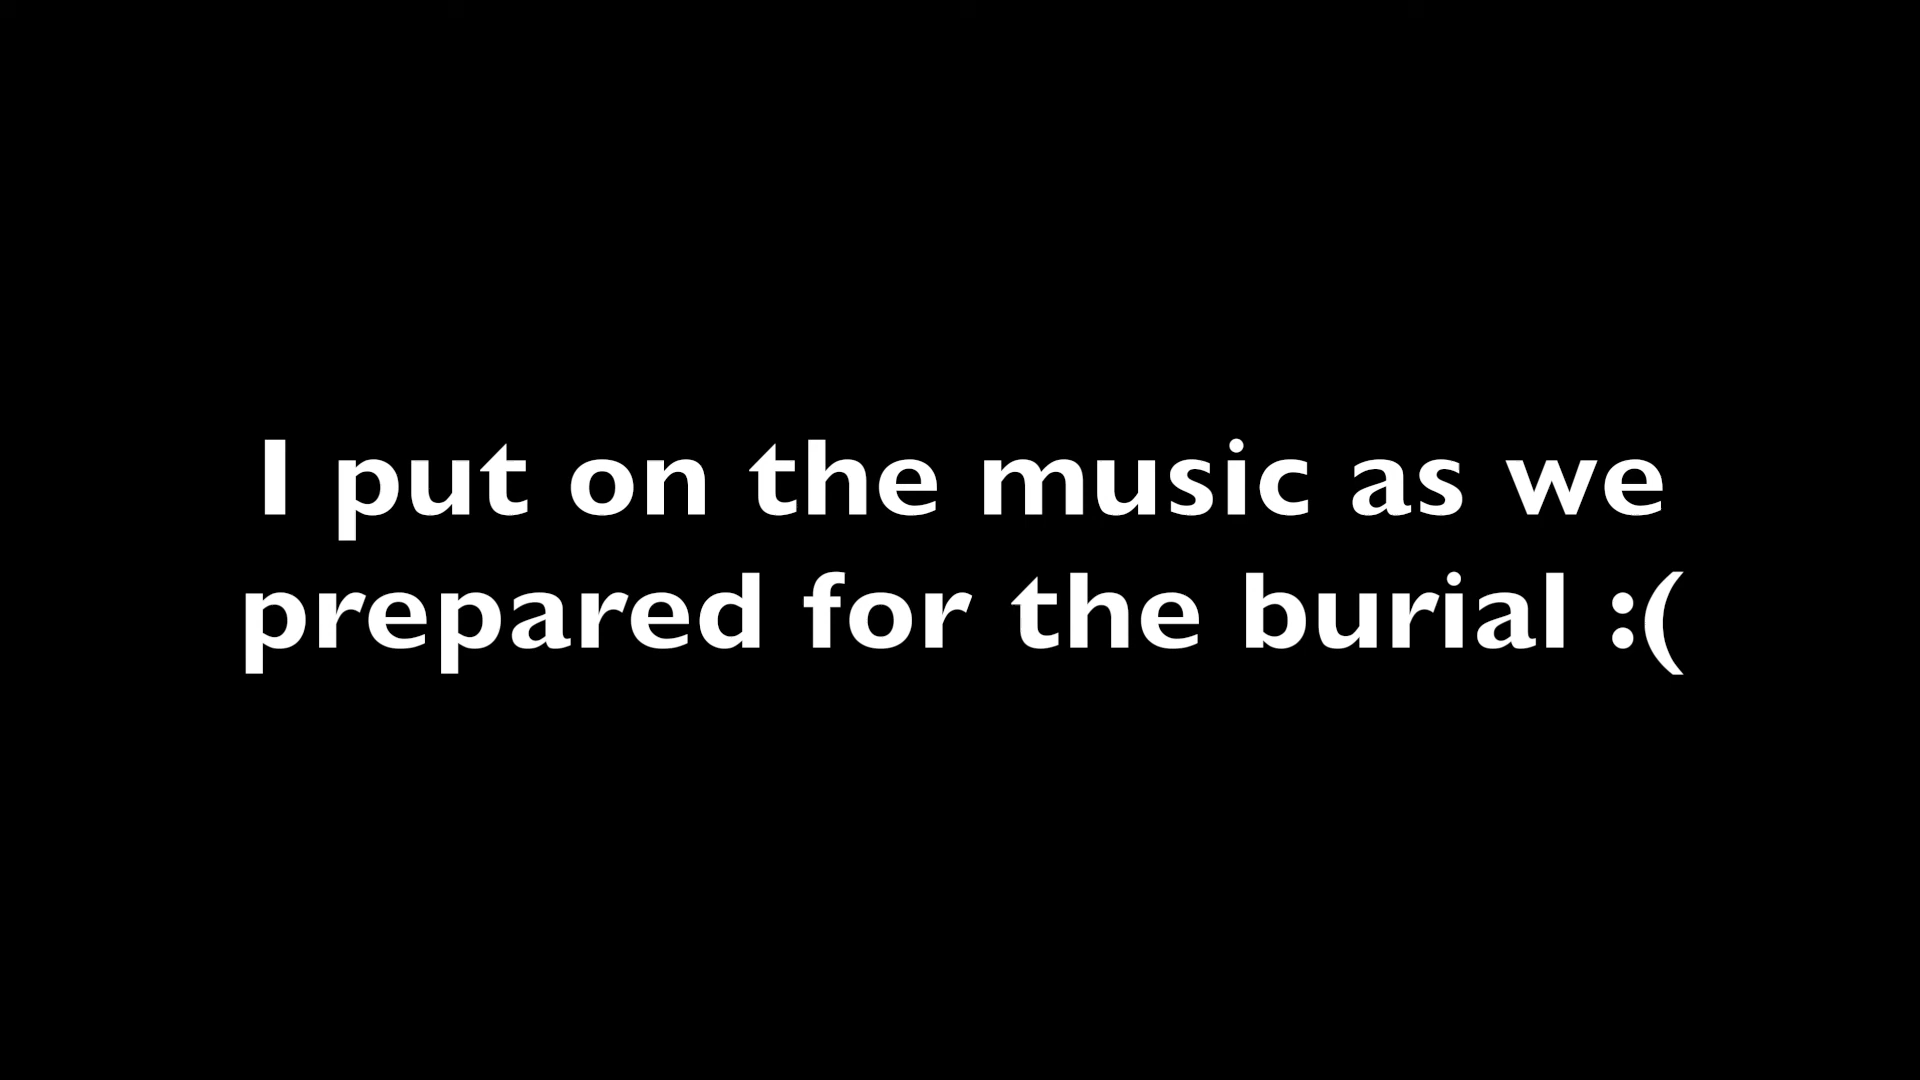 I put on the music as we
prepared for the burial :(